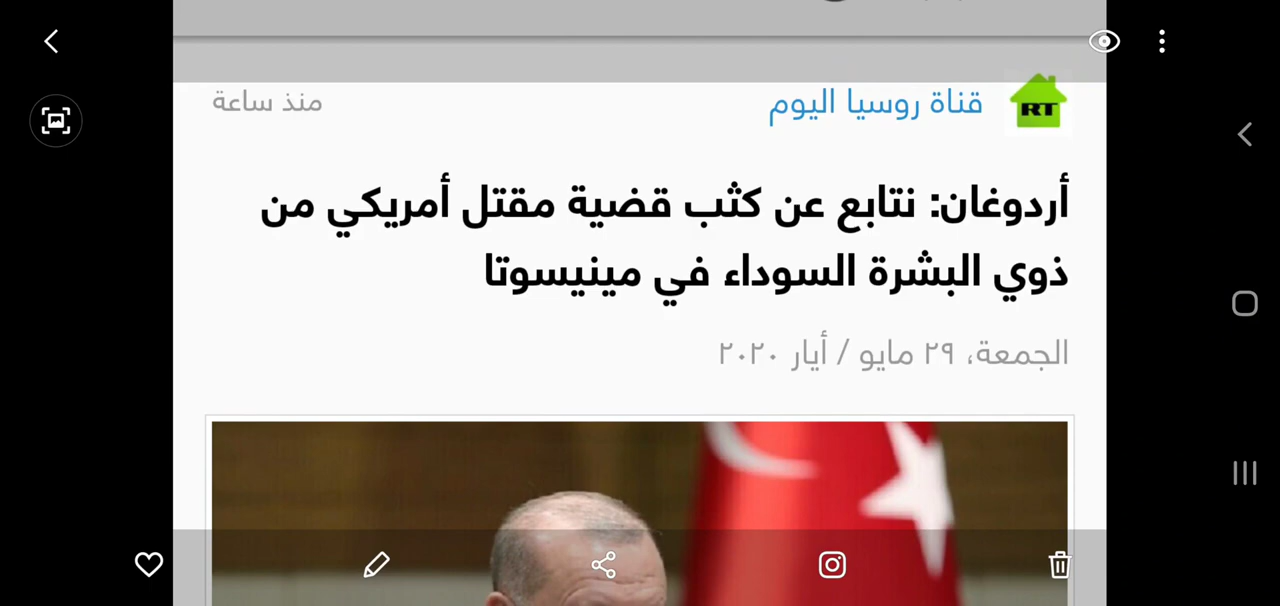 قناة روسيا اليوم
RT
منذ ساعة
أردوغان: نتابع عن كثب قضية مقتل أمريكي من
ذوي البشرة السوداء في مينيسوتا
الجمعة، ٢٩ مايو / أيار ٢٠٢٠